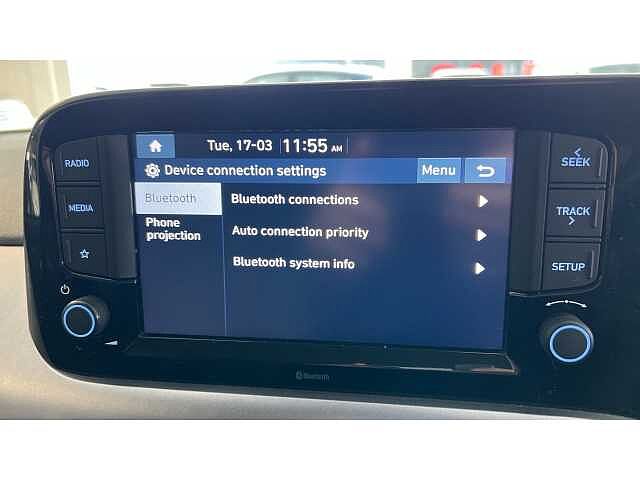 Tue, 17-03 11:55 AM
Device connection settings Menu
Bluetooth
Phone
projection
Bluetooth connections
Auto connection priority
Bluetooth system info
RADIO
MEDIA
SEEK
TRACK
SETUP
Bluetooth